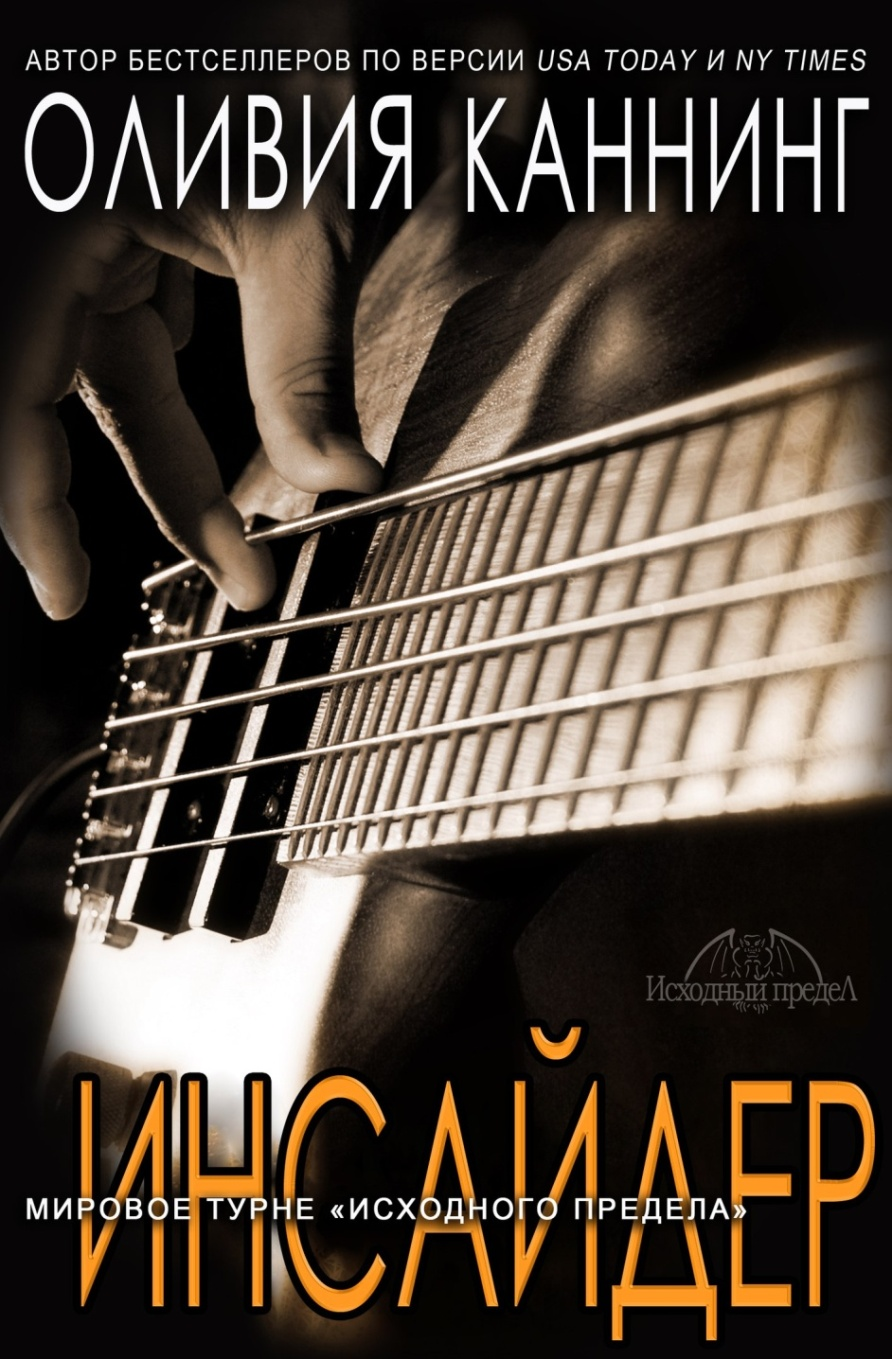 АВТОР БЕСТСЕЛЛЕРОВ ПО ВЕРСИИ USA TODAY И NY TIMES
ОЛИВИЯ КАННИНГ
Исходный предеЛ
ИНСАЙДЕР
МИРОВОЕ ТУРНЕ «ИСХОДНОГО ПРЕДЕЛА»